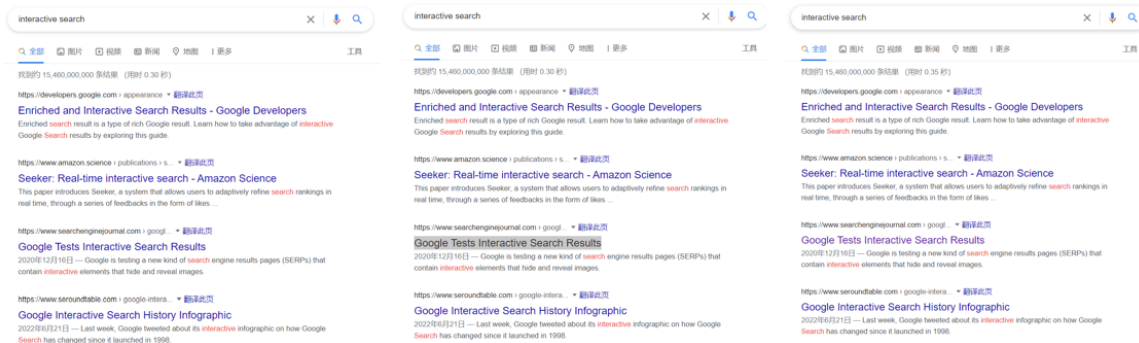 interactive search
全部 图片 视频 新闻 地图 更多 工具
找到约 15,460,000,000 条结果 （用时 0.30 秒）
https://developers.google.com › appearance 翻译此页
Enriched and Interactive Search Results - Google Developers
Enriched search result is a type of rich Google result. Learn how to take advantage of interactive
Google Search results by exploring this guide.
https://www.amazon.science › publications › s... 翻译此页
Seeker: Real-time interactive search - Amazon Science
This paper introduces Seeker, a system that allows users to adaptively refine search rankings in
real time, through a series of feedbacks in the form of likes ...
https://www.searchenginejournal.com › googl... 翻译此页
Google Tests Interactive Search Results
2020年12月16日 — Google is testing a new kind of search engine results pages (SERPs) that
contain interactive elements that hide and reveal images.
https://www.seroundtable.com › google-intera... 翻译此页
Google Interactive Search History Infographic
2022年6月21日 — Last week, Google tweeted about its interactive infographic on how Google
Search has changed since it launched in 1998.
interactive search
全部 图片 视频 新闻 地图 更多 工具
找到约 15,460,000,000 条结果 （用时 0.30 秒）
https://developers.google.com › appearance 翻译此页
Enriched and Interactive Search Results - Google Developers
Enriched search result is a type of rich Google result. Learn how to take advantage of interactive
Google Search results by exploring this guide.
https://www.amazon.science › publications › s... 翻译此页
Seeker: Real-time interactive search - Amazon Science
This paper introduces Seeker, a system that allows users to adaptively refine search rankings in
real time, through a series of feedbacks in the form of likes ...
https://www.searchenginejournal.com › googl... 翻译此页
Google Tests Interactive Search Results
2020年12月16日 — Google is testing a new kind of search engine results pages (SERPs) that
contain interactive elements that hide and reveal images.
https://www.seroundtable.com › google-intera... 翻译此页
Google Interactive Search History Infographic
2022年6月21日 — Last week, Google tweeted about its interactive infographic on how Google
Search has changed since it launched in 1998.
interactive search
全部 图片 视频 新闻 地图 更多 工具
找到约 15,460,000,000 条结果 （用时 0.35 秒）
https://developers.google.com › appearance 翻译此页
Enriched and Interactive Search Results - Google Developers
Enriched search result is a type of rich Google result. Learn how to take advantage of interactive
Google Search results by exploring this guide.
https://www.amazon.science › publications › s... 翻译此页
Seeker: Real-time interactive search - Amazon Science
This paper introduces Seeker, a system that allows users to adaptively refine search rankings in
real time, through a series of feedbacks in the form of likes ...
https://www.searchenginejournal.com › googl... 翻译此页
Google Tests Interactive Search Results
2020年12月16日 — Google is testing a new kind of search engine results pages (SERPs) that
contain interactive elements that hide and reveal images.
https://www.seroundtable.com › google-intera... 翻译此页
Google Interactive Search History Infographic
2022年6月21日 — Last week, Google tweeted about its interactive infographic on how Google
Search has changed since it launched in 1998.